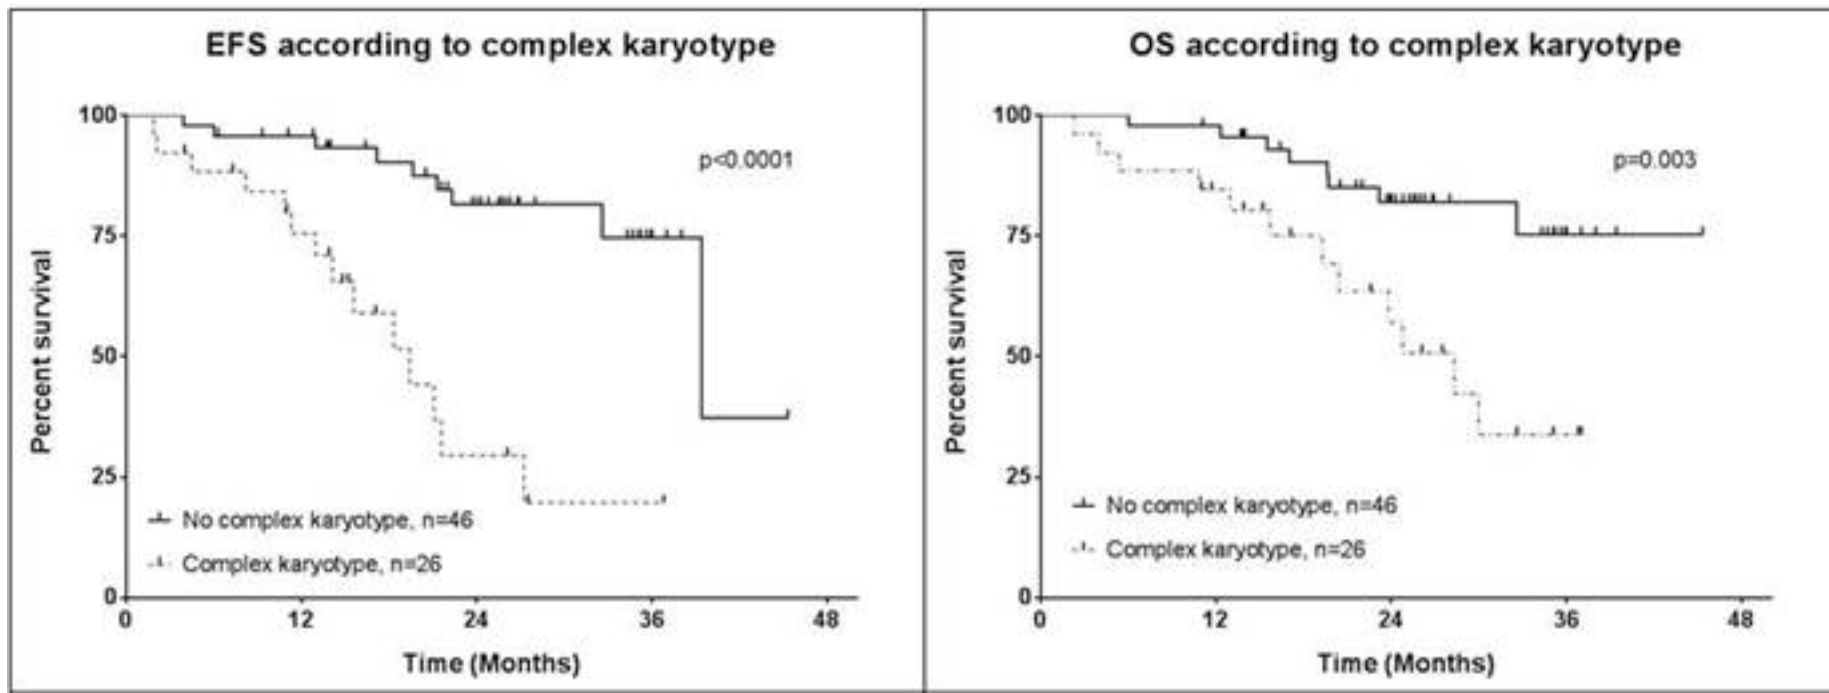 EFS according to complex karyotype
100
75
50
25
0
Percent survival
p<0.0001
No complex karyotype, n=46
Complex karyotype, n=26
0 12 24 36 48
Time (Months)
OS according to complex karyotype
100
75
50
25
0
Percent survival
p=0.003
No complex karyotype, n=46
Complex karyotype, n=26
0 12 24 36 48
Time (Months)